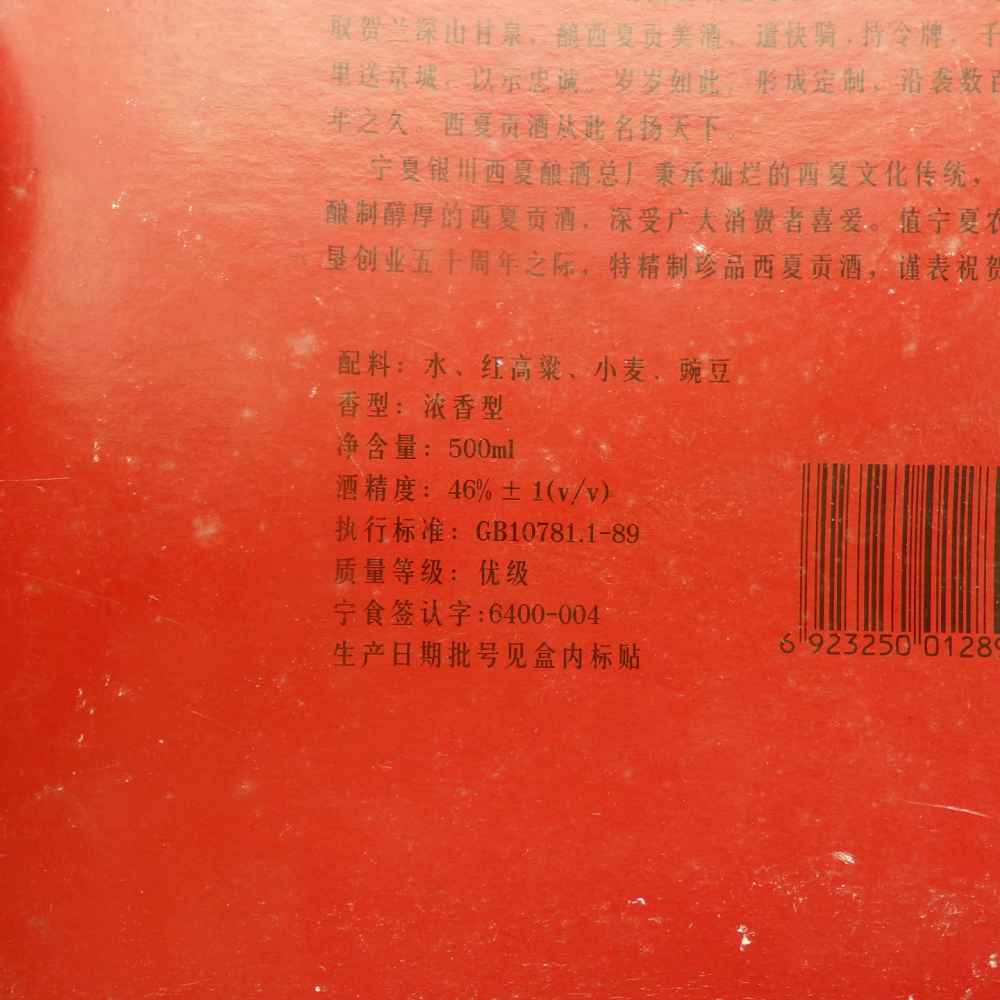 取贺兰深山甘泉，酿西夏贡美酒，遣快骑，持令牌，千
里送京城，以示忠诚。岁岁如此，形成定制，沿袭数百
年之久。西夏贡酒从此名扬天下。
宁夏银川西夏酿酒总厂秉承灿烂的西夏文化传统，
酿制醇厚的西夏贡酒，深受广大消费者喜爱。值宁夏农
垦创业五十周年之际，特精制珍品西夏贡酒，谨表祝贺
配料：水、红高粱、小麦、豌豆
香型：浓香型
净含量：500ml
酒精度：46%±1(v/v)
执行标准：GB10781.1-89
质量等级：优级
宁食签认字:6400-004
生产日期批号见盒内标贴
6 923250 01289